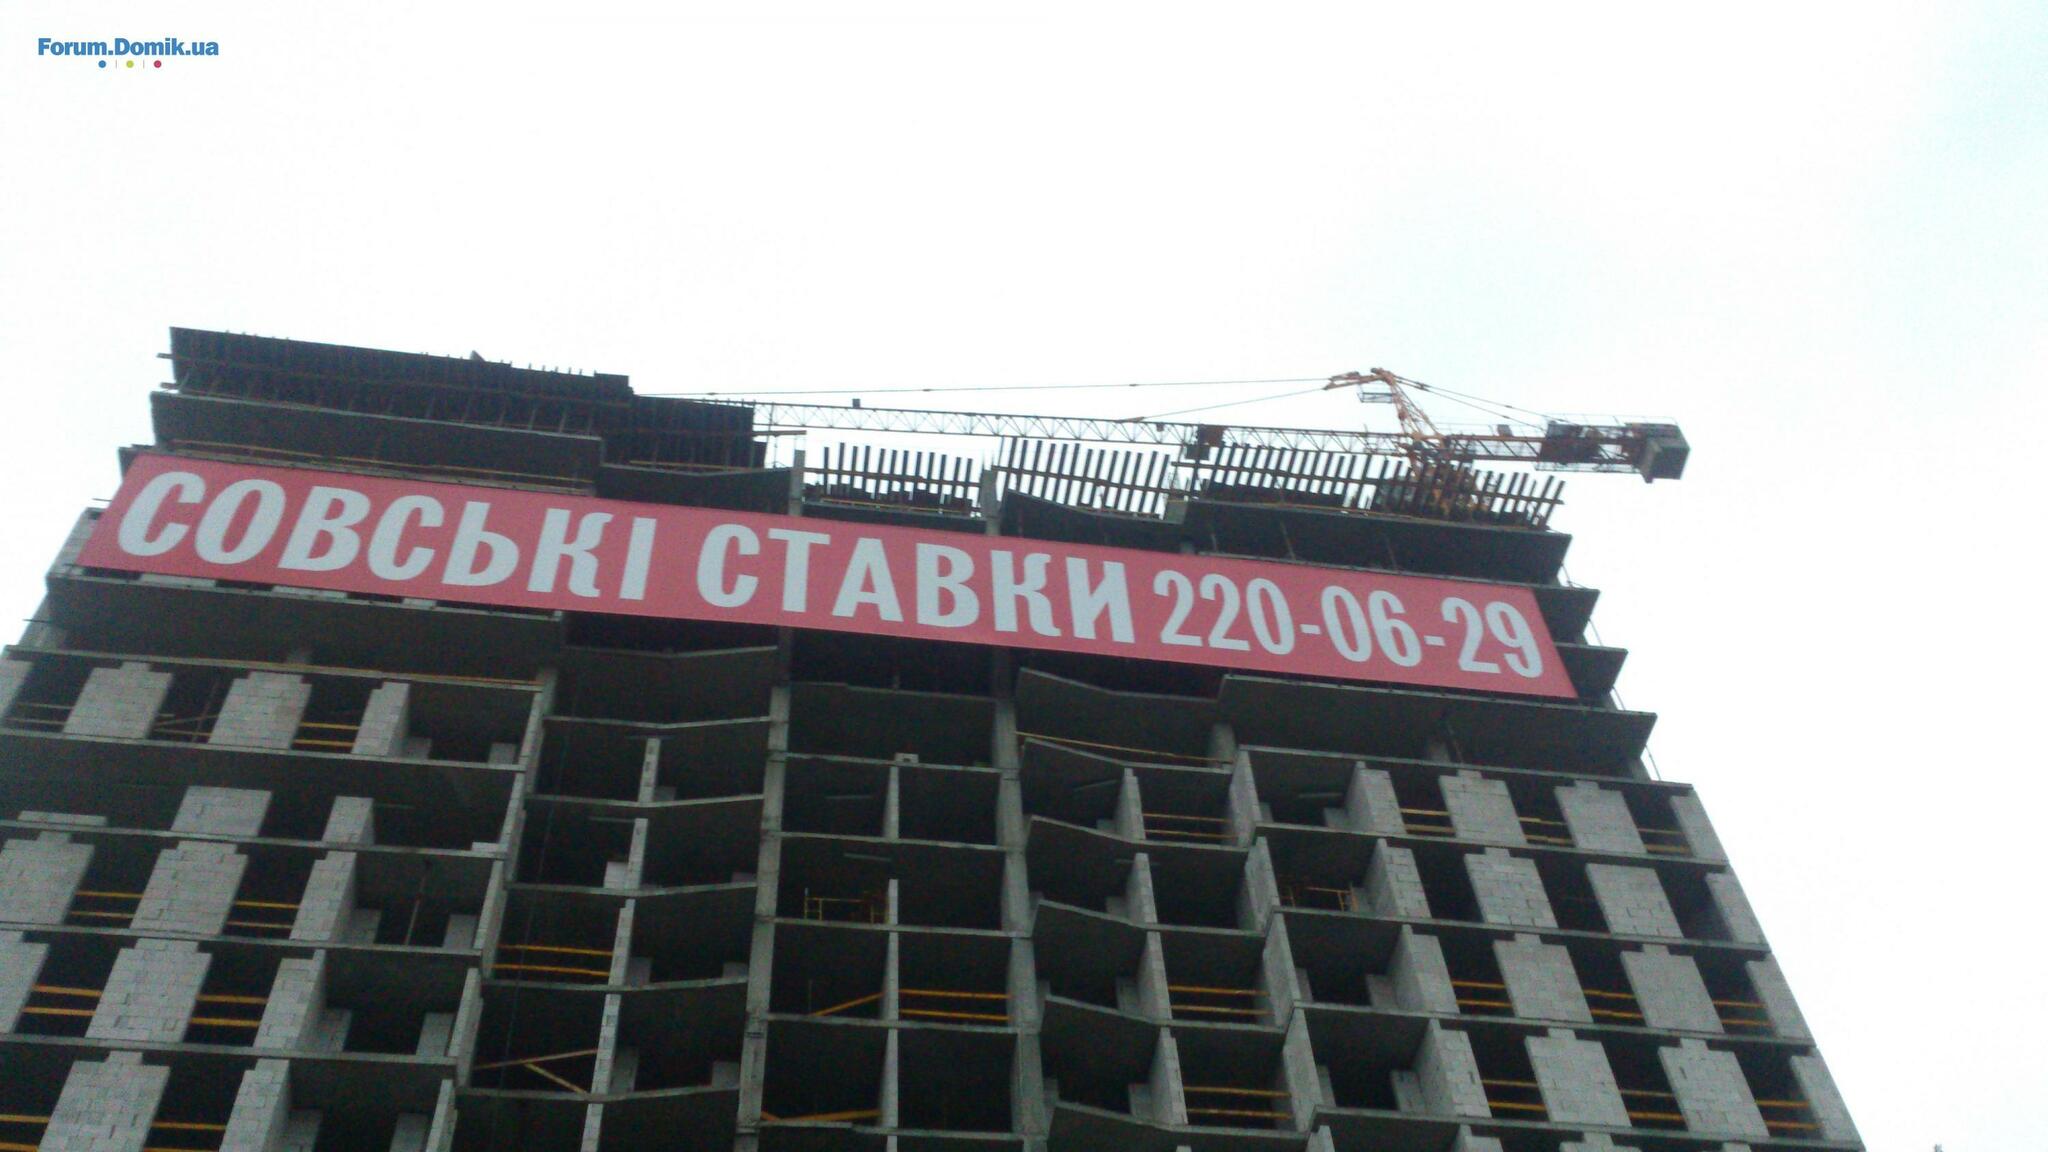 Forum.Domik.ua
СОВСЬКІ СТАВКИ 220-06-29